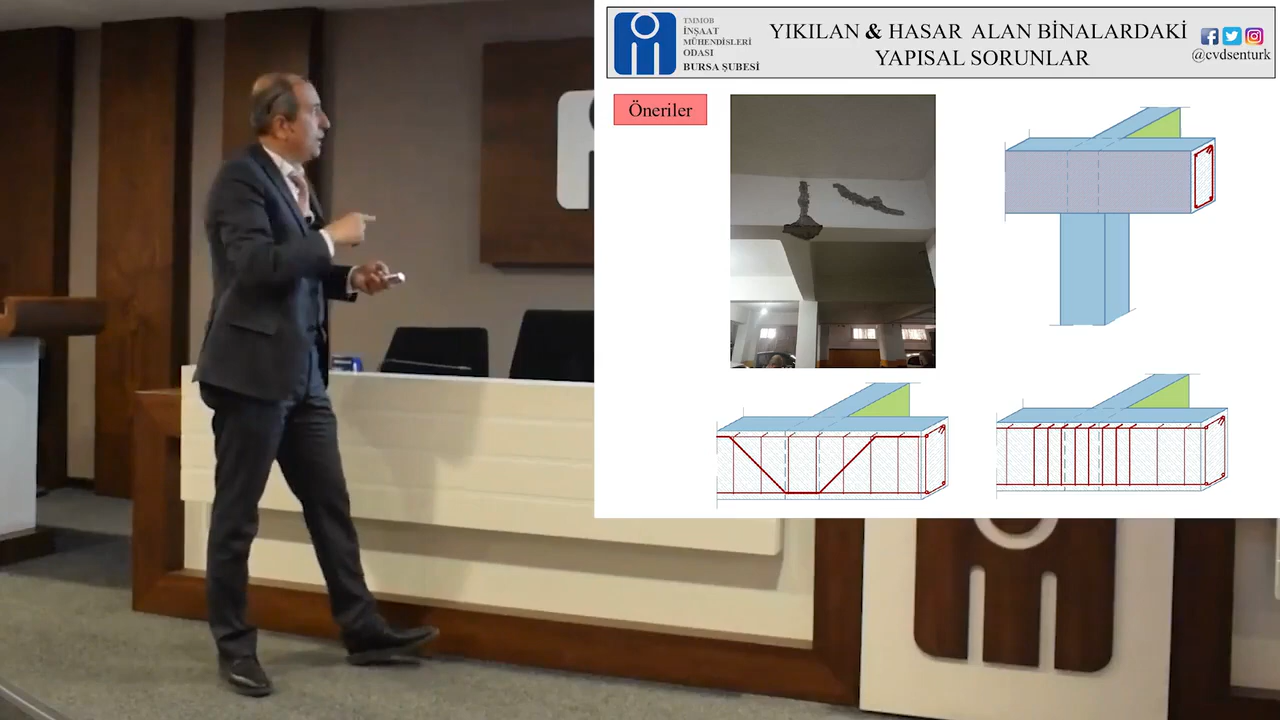 TMMOB
İNŞAAT
MÜHENDİSLERİ
ODASI
BURSA ŞUBESİ
YIKILAN & HASAR ALAN BİNALARDAKİ
YAPISAL SORUNLAR
@cvdsenturk
Öneriler